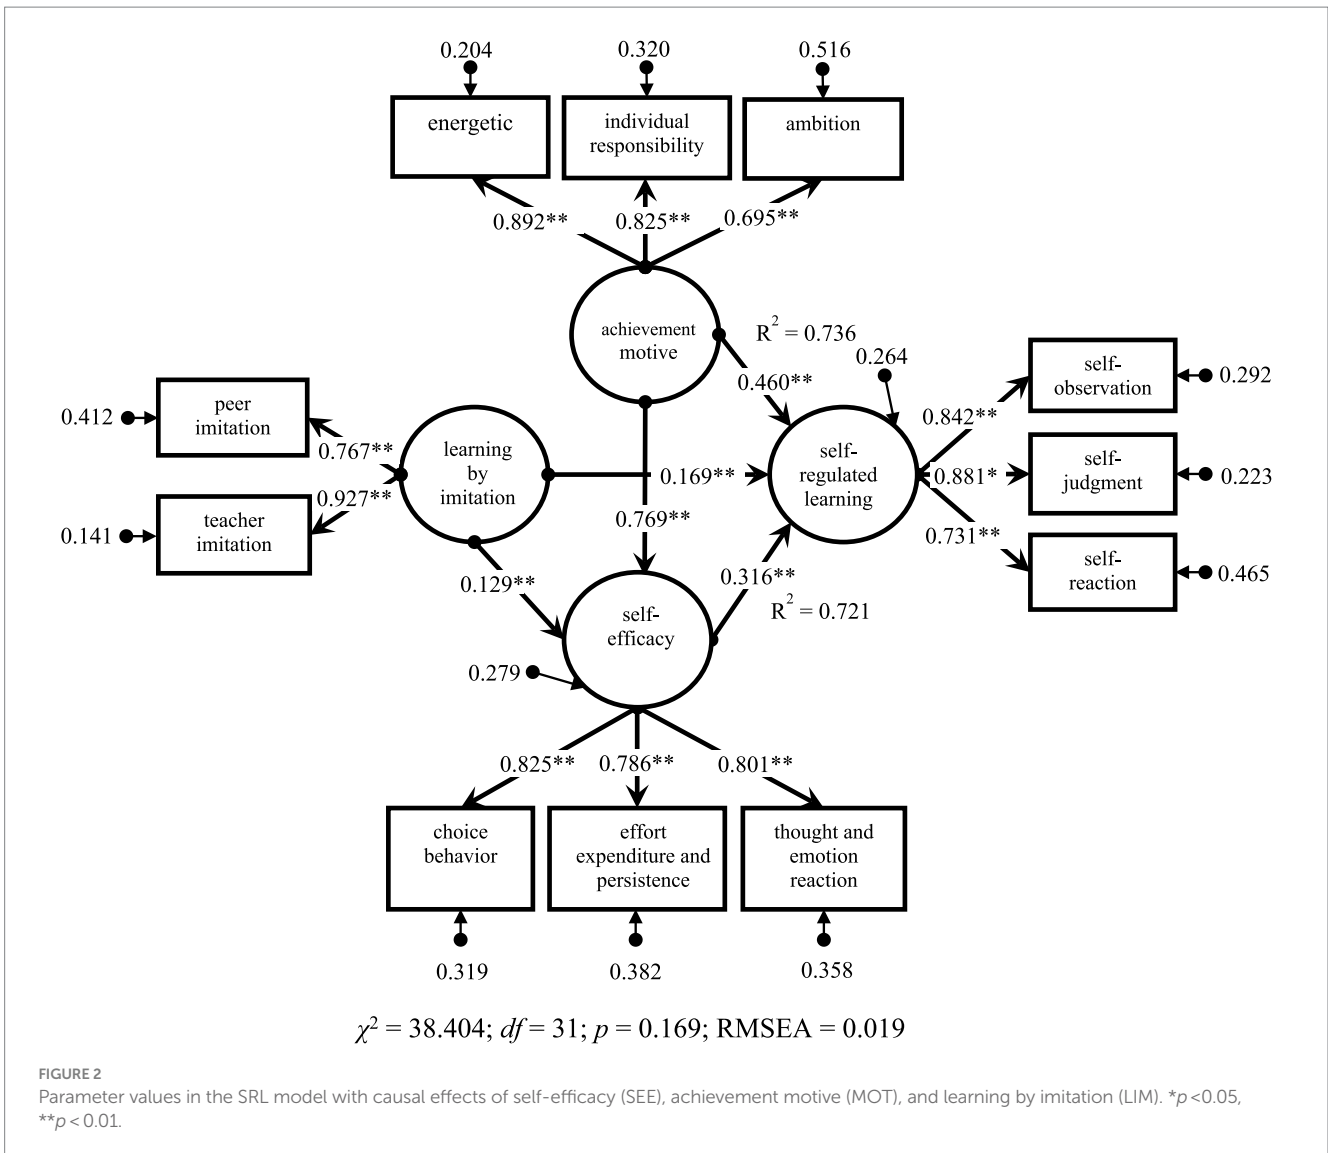 0.204
0.320
0.516
energetic
individual
responsibility
ambition
0.892**
0.825**
0.695**
achievement
motive
R² = 0.736
0.264
0.460**
self-
observation
0.292
0.412
peer
imitation
0.767**
learning
by
imitation
0.169**
self-
regulated
learning
0.842**
0.881*
self-
judgment
0.223
0.927**
0.141
teacher
imitation
0.769**
0.731**
self-
reaction
0.465
0.129**
0.316**
R² = 0.721
self-
efficacy
0.279
0.825**
0.786**
0.801**
choice
behavior
effort
expenditure and
persistence
thought and
emotion
reaction
0.319
0.382
0.358
χ² = 38.404; df = 31; p = 0.169; RMSEA = 0.019
FIGURE 2
Parameter values in the SRL model with causal effects of self-efficacy (SEE), achievement motive (MOT), and learning by imitation (LIM). *p<0.05,
**p < 0.01.